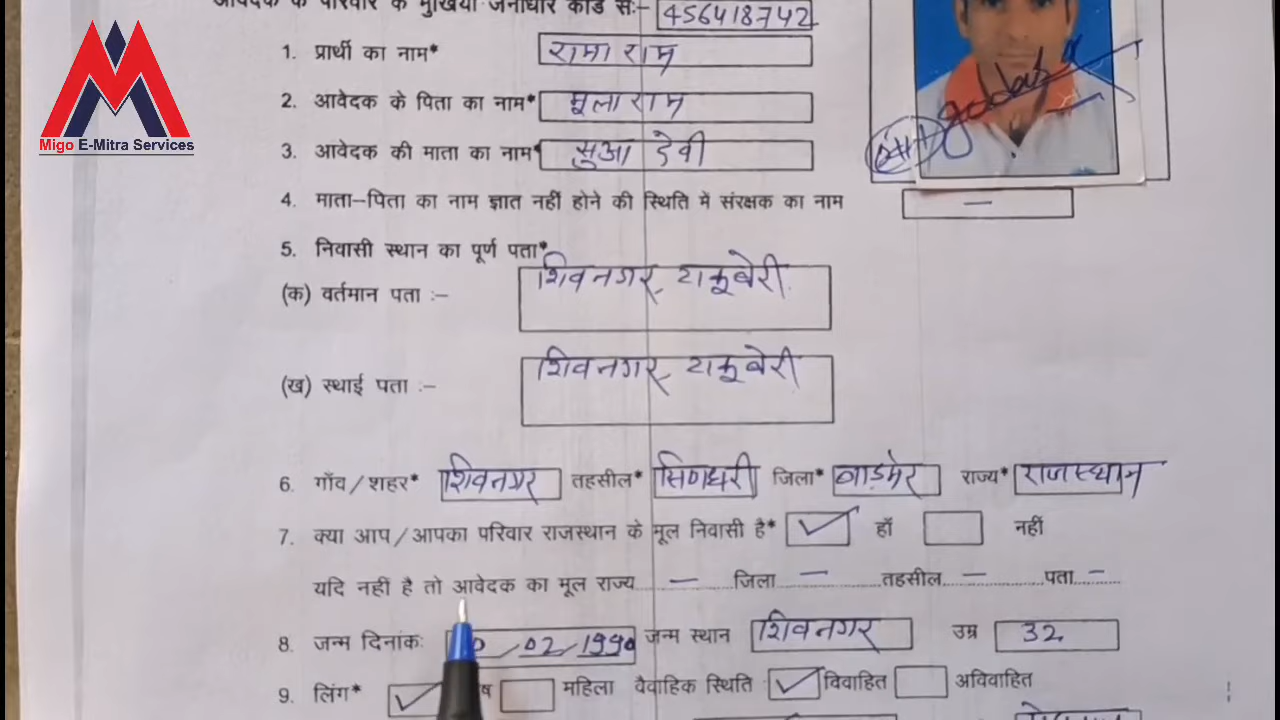 आवेदक के परिवार के मुखिया जनाधार कार्ड सं:- 456418742
1. प्रार्थी का नाम* रामा राम
2. आवेदक के पिता का नाम* मूला राम
3. आवेदक की माता का नाम* सुआ देवी
4. माता–पिता का नाम ज्ञात नहीं होने की स्थिति में संरक्षक का नाम —
5. निवासी स्थान का पूर्ण पता*
(क) वर्तमान पता :– शिवनगर,
(ख) स्थाई पता :– शिवनगर,
6. गाँव/शहर* शिवनगर तहसील* सिणधरी जिला* बाड़मेर राज्य* राजस्थान
7. क्या आप/आपका परिवार राजस्थान के मूल निवासी है* ✓ हाँ नहीं
यदि नहीं है तो आवेदक का मूल राज्य — जिला — तहसील — पता —
8. जन्म दिनांक: /02/1990 जन्म स्थान शिवनगर उम्र 32
9. लिंग* ✓ महिला वैवाहिक स्थिति ✓ विवाहित अविवाहित
Migo E-Mitra Services